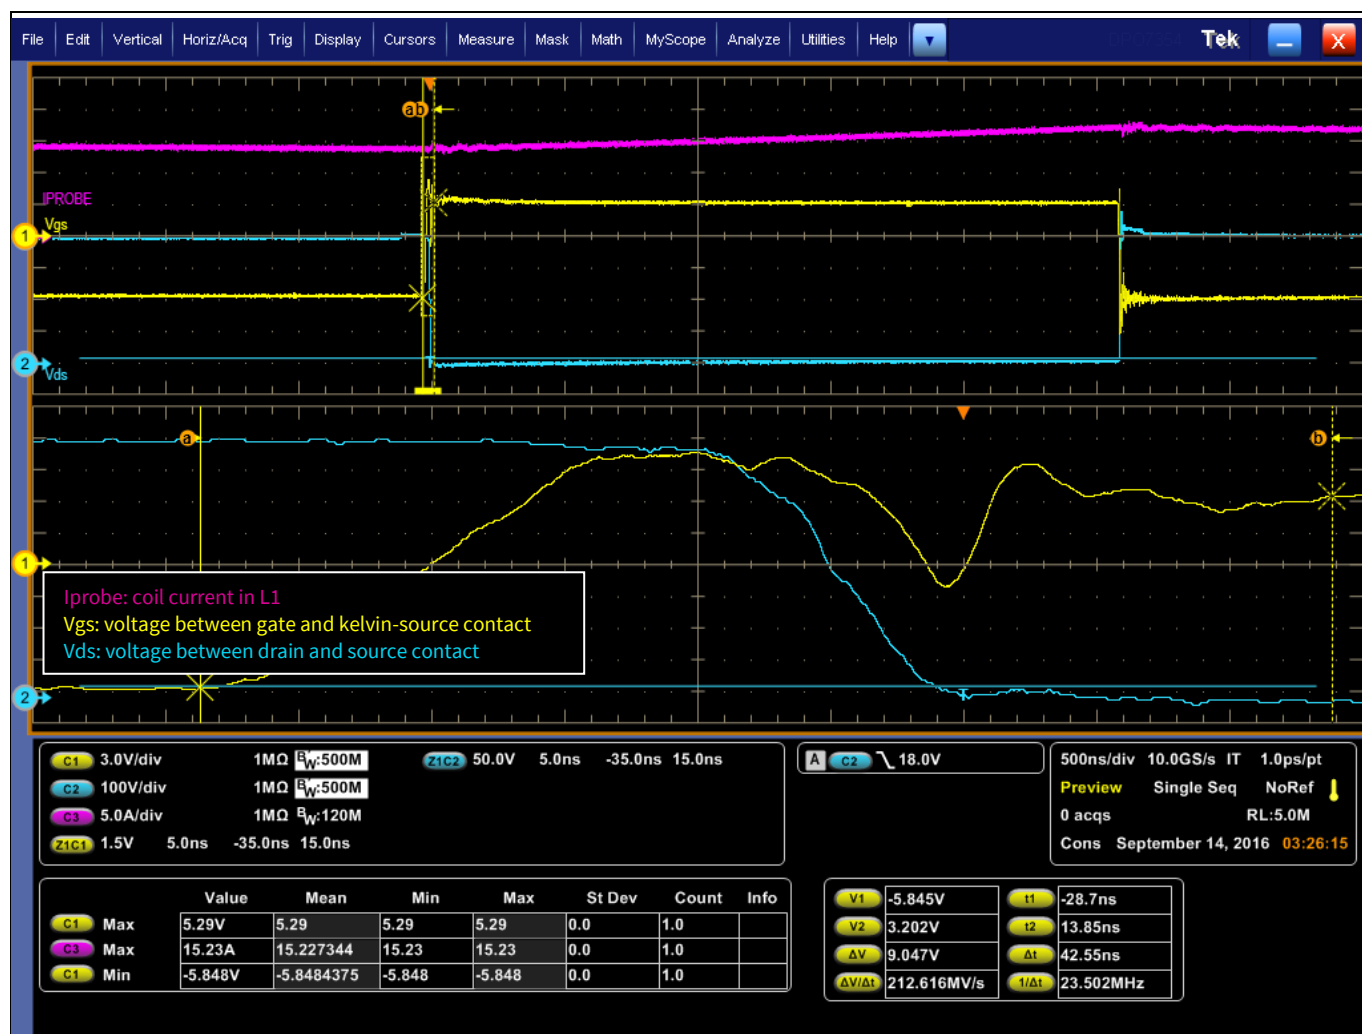 File Edit Vertical Horiz/Acq Trig Display Cursors Measure Mask Math MyScope Analyze Utilities Help Tek X
ab
IPROBE
Vgs
1
2
Vds
a
b
1
Iprobe: coil current in L1
Vgs: voltage between gate and kelvin-source contact
Vds: voltage between drain and source contact
2
C1 3.0V/div 1MΩ BW:500M Z1C2 50.0V 5.0ns -35.0ns 15.0ns
C2 100V/div 1MΩ BW:500M
C3 5.0A/div 1MΩ BW:120M
Z1C1 1.5V 5.0ns -35.0ns 15.0ns
A C2 18.0V
500ns/div 10.0GS/s IT 1.0ps/pt
Preview Single Seq NoRef
0 acqs RL:5.0M
Cons September 14, 2016 03:26:15
Value Mean Min Max St Dev Count Info
C1 Max 5.29V 5.29 5.29 5.29 0.0 1.0
C3 Max 15.23A 15.227344 15.23 15.23 0.0 1.0
C1 Min -5.848V -5.8484375 -5.848 -5.848 0.0 1.0
V1 -5.845V t1 -28.7ns
V2 3.202V t2 13.85ns
ΔV 9.047V Δt 42.55ns
ΔV/Δt 212.616MV/s 1/Δt 23.502MHz